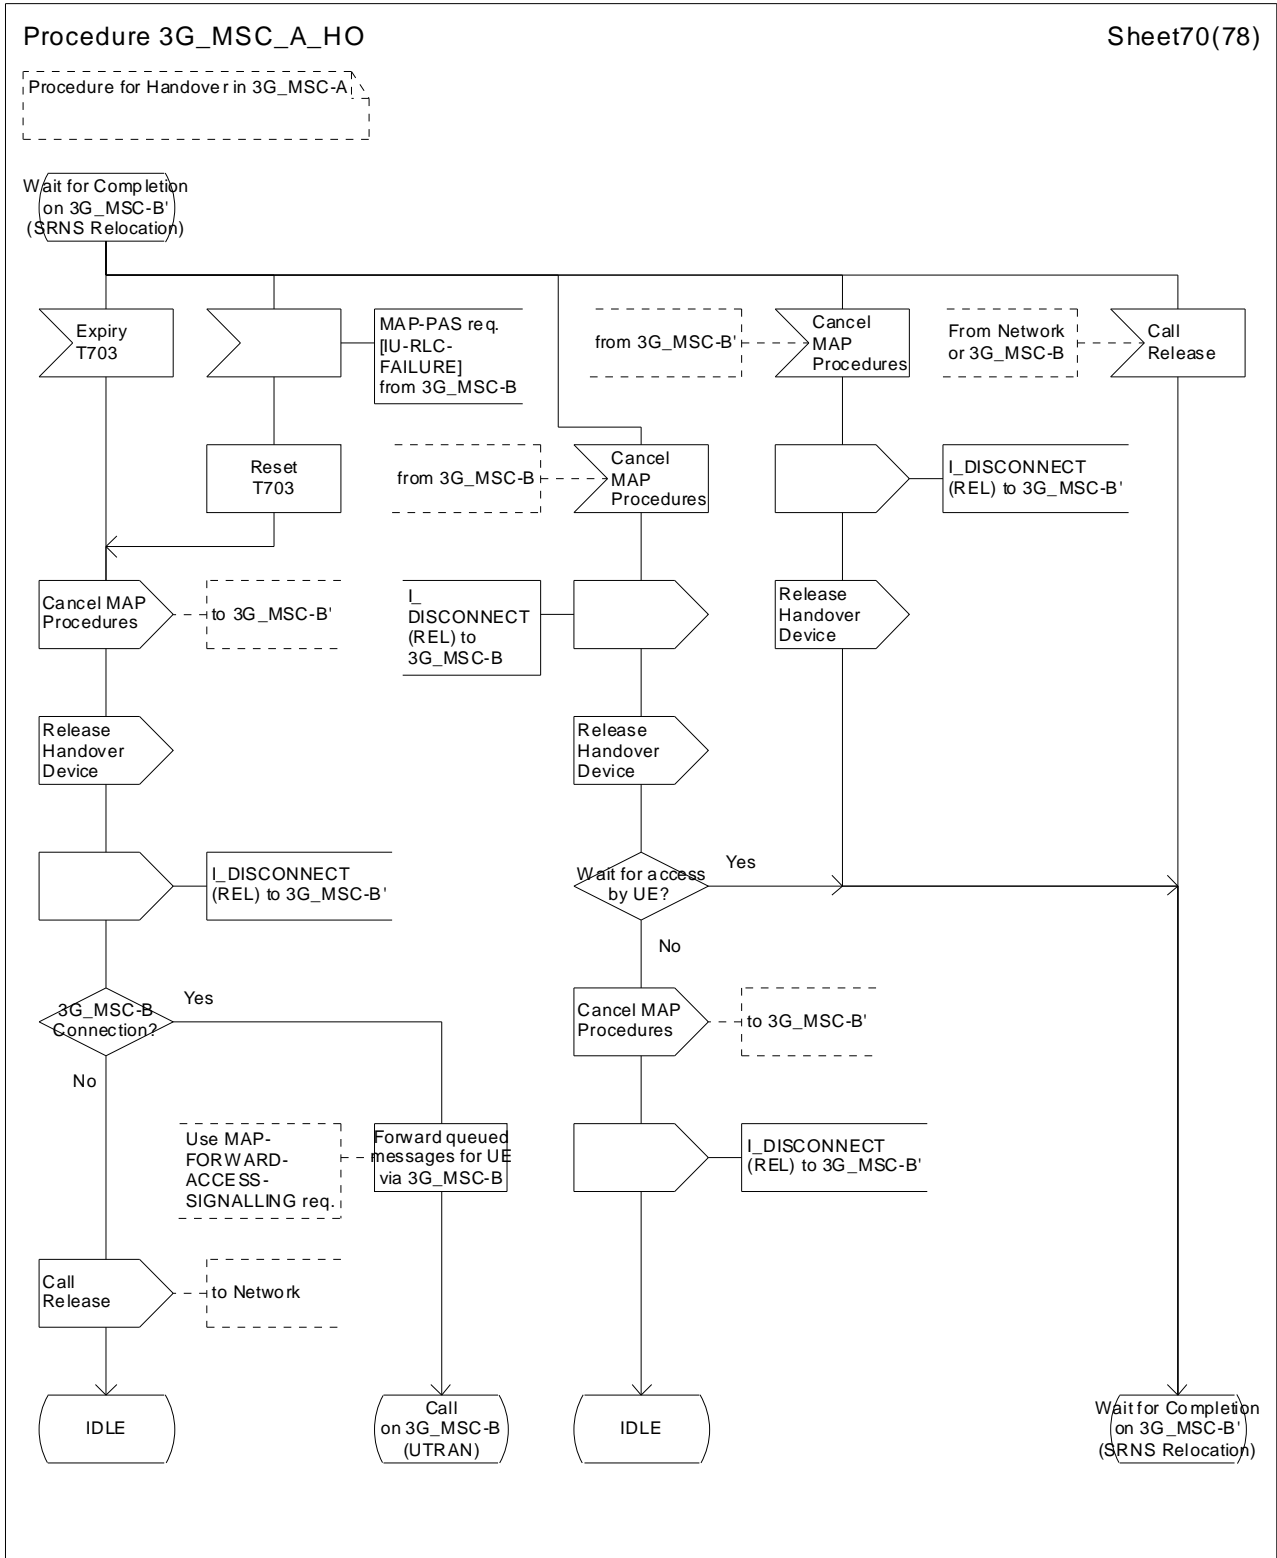 Procedure 3G_MSC_A_HO
Sheet70(78)
Procedure for Handover in 3G_MSC-A
Wait for Completion
on 3G_MSC-B'
(SRNS Relocation)
Expiry
T703
MAP-PAS req.
[IU-RLC-
FAILURE]
from 3G_MSC-B
from 3G_MSC-B'
Cancel
MAP
Procedures
From Network
or 3G_MSC-B
Call
Release
Reset
T703
from 3G_MSC-B
Cancel
MAP
Procedures
I_DISCONNECT
(REL) to 3G_MSC-B'
Cancel MAP
Procedures
to 3G_MSC-B'
I_
DISCONNECT
(REL) to
3G_MSC-B
Release
Handover
Device
Release
Handover
Device
Release
Handover
Device
I_DISCONNECT
(REL) to 3G_MSC-B'
Wait for access
by UE?
Yes
No
3G_MSC-B
Connection?
Yes
No
Cancel MAP
Procedures
to 3G_MSC-B'
Use MAP-
FORWARD-
ACCESS-
SIGNALLING req.
Forward queued
messages for UE
via 3G_MSC-B
I_DISCONNECT
(REL) to 3G_MSC-B'
Call
Release
to Network
IDLE
Call
on 3G_MSC-B
(UTRAN)
IDLE
Wait for Completion
on 3G_MSC-B'
(SRNS Relocation)